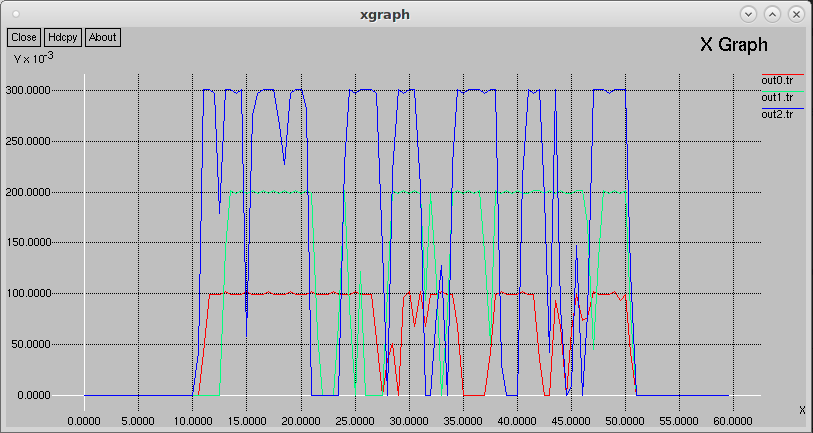 xgraph
Close Hdcpy About
X Graph
Y x 10-3
out0.tr
out1.tr
out2.tr
300.0000
250.0000
200.0000
150.0000
100.0000
50.0000
0.0000
X
0.0000 5.0000 10.0000 15.0000 20.0000 25.0000 30.0000 35.0000 40.0000 45.0000 50.0000 55.0000 60.0000